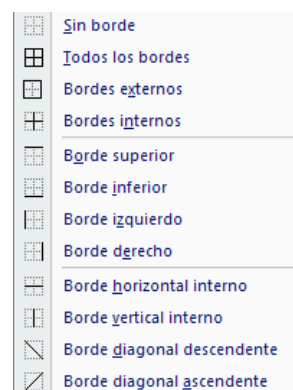 Sin borde
Todos los bordes
Bordes externos
Bordes internos
Borde superior
Borde inferior
Borde izquierdo
Borde derecho
Borde horizontal interno
Borde vertical interno
Borde diagonal descendente
Borde diagonal ascendente